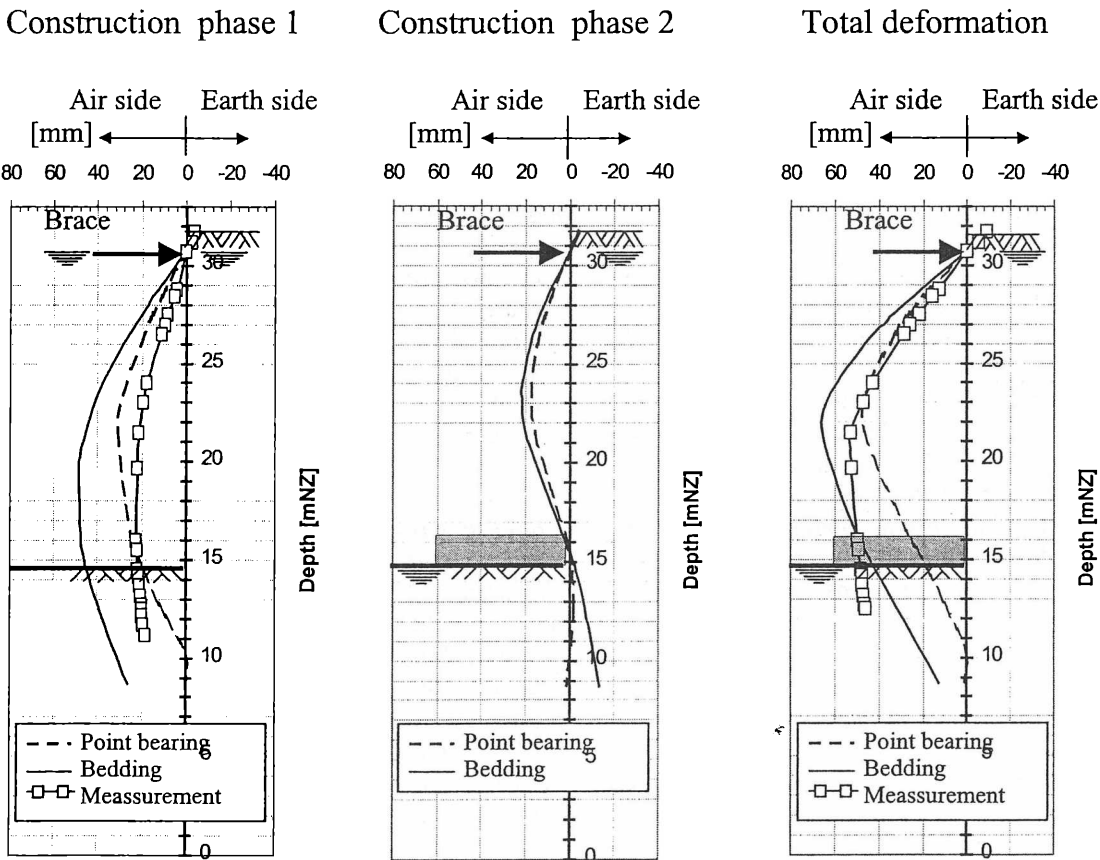 Construction phase 1
Air side Earth side
[mm]
80 60 40 20 0 -20 -40
Brace
30
25
20
15
10
5
0
Depth [mNZ]
Point bearing
Bedding
Meassurement
Construction phase 2
Air side Earth side
[mm]
80 60 40 20 0 -20 -40
Brace
30
25
20
15
10
5
0
Depth [mNZ]
Point bearing
Bedding
Total deformation
Air side Earth side
[mm]
80 60 40 20 0 -20 -40
Brace
30
25
20
15
10
5
0
Depth [mNZ]
Point bearing
Bedding
Meassurement